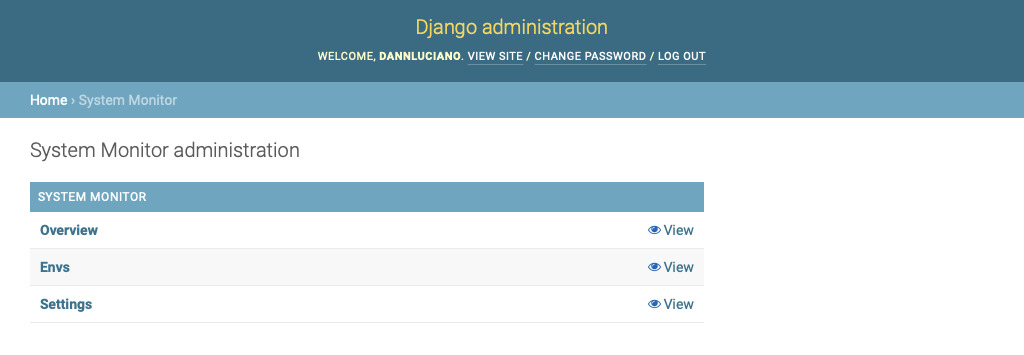 Django administration
WELCOME, DANNLUCIANO. VIEW SITE / CHANGE PASSWORD / LOG OUT
Home › System Monitor
System Monitor administration
SYSTEM MONITOR
Overview View
Envs View
Settings View